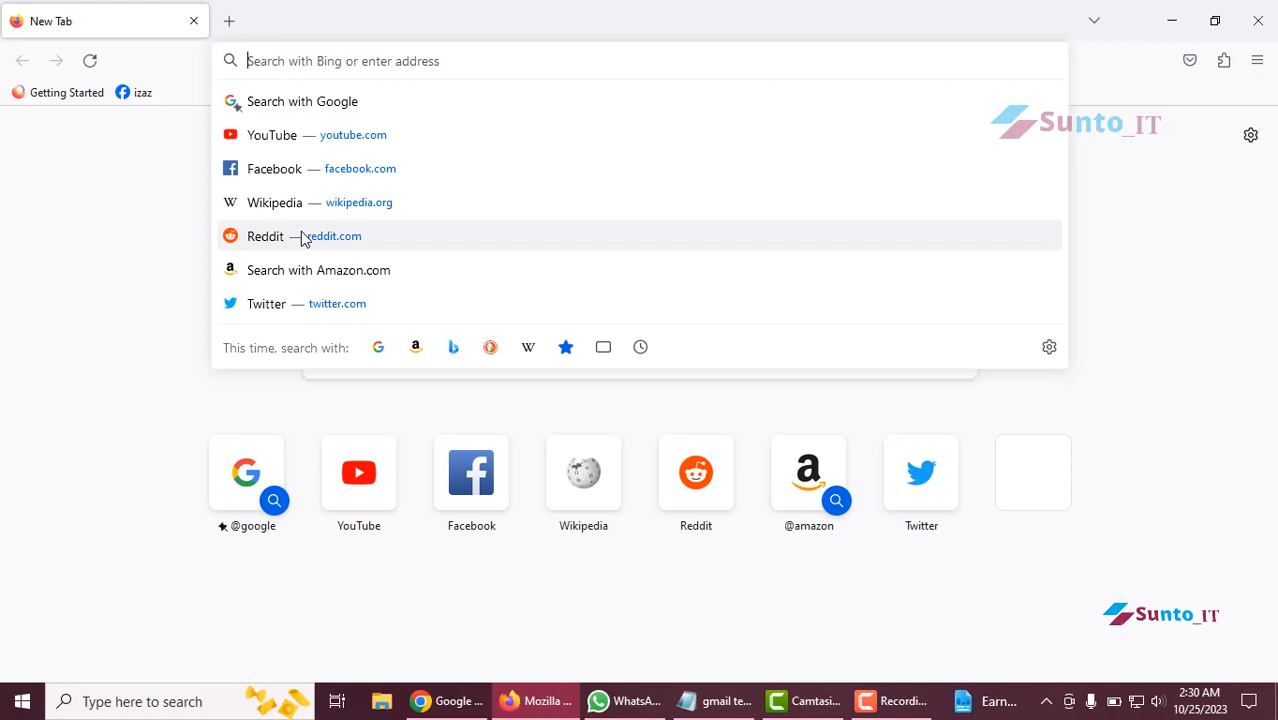 New Tab
Search with Bing or enter address
Getting Started
izaz
Search with Google
Sunto_IT
YouTube — youtube.com
Facebook — facebook.com
Wikipedia — wikipedia.org
Reddit — reddit.com
Search with Amazon.com
Twitter — twitter.com
This time, search with:
@google
YouTube
Facebook
Wikipedia
Reddit
@amazon
Twitter
Sunto_IT
Type here to search
Google ...
Mozilla ...
WhatsA...
gmail te...
Camtasi...
Recordi...
Earn...
2:30 AM
10/25/2023